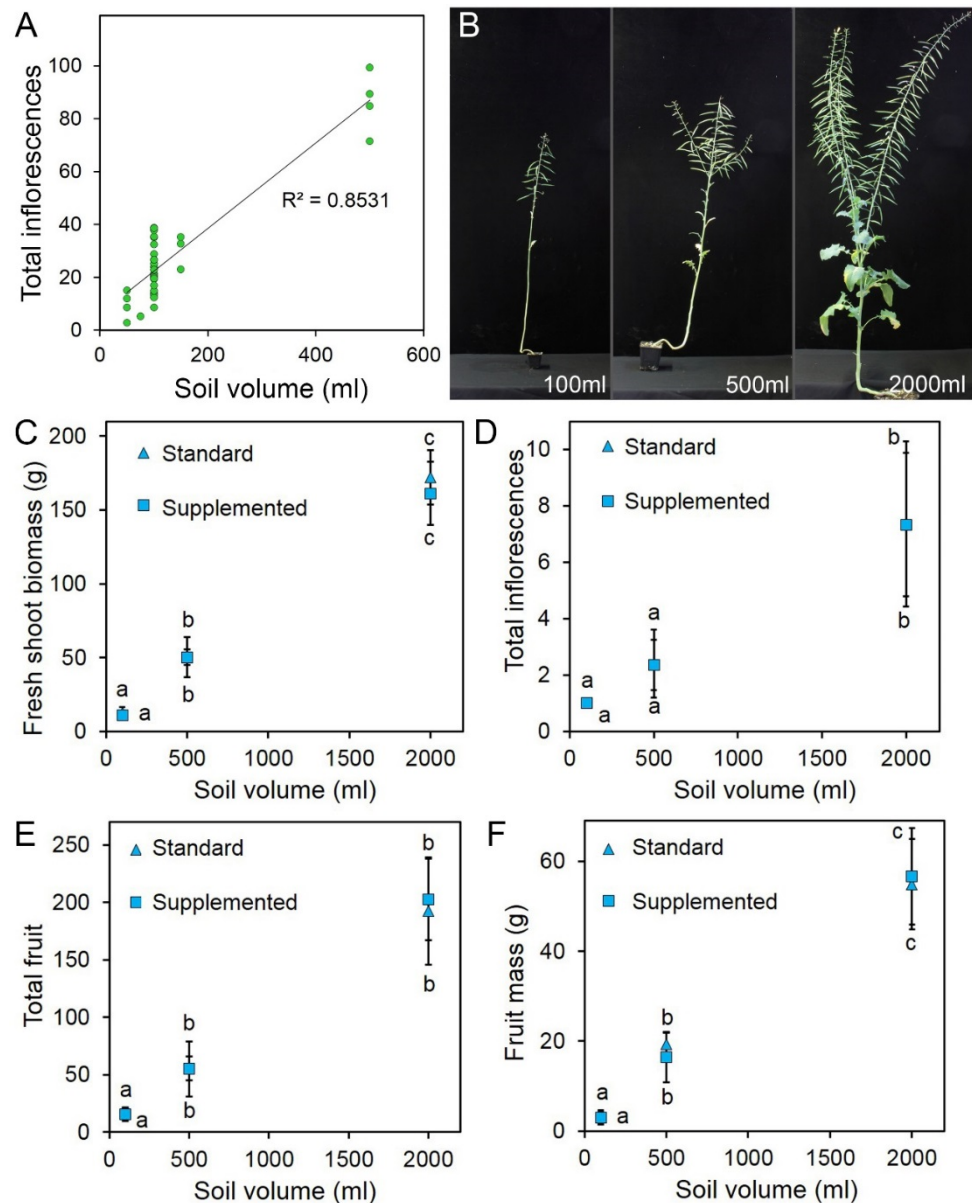 A
Total inflorescences
100
80
60
40
20
0
R² = 0.8531
0 200 400 600
Soil volume (ml)
B
100ml 500ml 2000ml
C
Fresh shoot biomass (g)
200
150
100
50
0
Standard
Supplemented
a
a
b
b
c
c
0 500 1000 1500 2000
Soil volume (ml)
D
Total inflorescences
10
8
6
4
2
0
Standard
Supplemented
a
a
a
a
b
b
0 500 1000 1500 2000
Soil volume (ml)
E
Total fruit
250
200
150
100
50
0
Standard
Supplemented
a
a
b
b
b
b
0 500 1000 1500 2000
Soil volume (ml)
F
Fruit mass (g)
60
40
20
0
Standard
Supplemented
a
a
b
b
c
c
0 500 1000 1500 2000
Soil volume (ml)